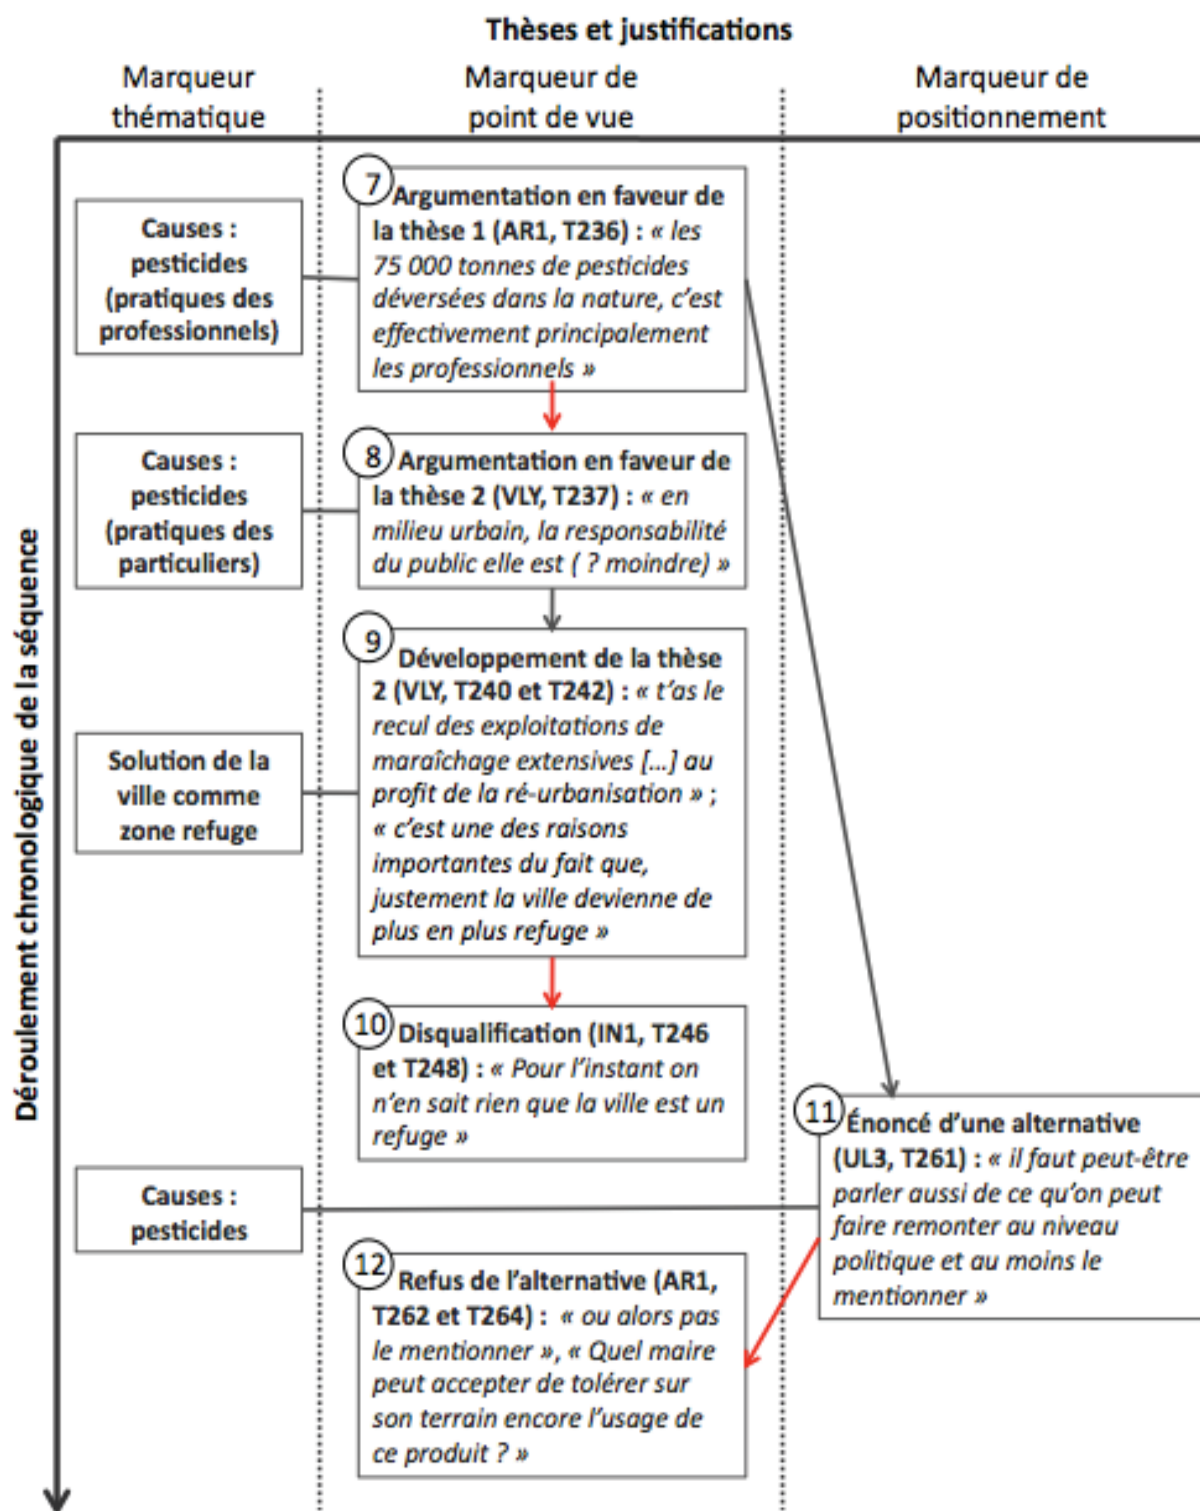 Thèses et justifications
Marqueur
thématique
Marqueur de
point de vue
Marqueur de
positionnement
Déroulement chronologique de la séquence
Causes :
pesticides
(pratiques des
professionnels)
7
Argumentation en faveur de
la thèse 1 (AR1, T236) : « les
75 000 tonnes de pesticides
déversées dans la nature, c’est
effectivement principalement
les professionnels »
Causes :
pesticides
(pratiques des
particuliers)
8
Argumentation en faveur de
la thèse 2 (VLY, T237) : « en
milieu urbain, la responsabilité
du public elle est ( ? moindre) »
Solution de la
ville comme
zone refuge
9
Développement de la thèse
2 (VLY, T240 et T242) : « t’as le
recul des exploitations de
maraîchage extensives [...] au
profit de la ré-urbanisation » ;
« c’est une des raisons
importantes du fait que,
justement la ville devienne de
plus en plus refuge »
10
Disqualification (IN1, T246
et T248) : « Pour l’instant on
n’en sait rien que la ville est un
refuge »
Causes :
pesticides
11
Énoncé d’une alternative
(UL3, T261) : « il faut peut-être
parler aussi de ce qu’on peut
faire remonter au niveau
politique et au moins le
mentionner »
12
Refus de l’alternative (AR1,
T262 et T264) : « ou alors pas
le mentionner », « Quel maire
peut accepter de tolérer sur
son terrain encore l’usage de
ce produit ? »